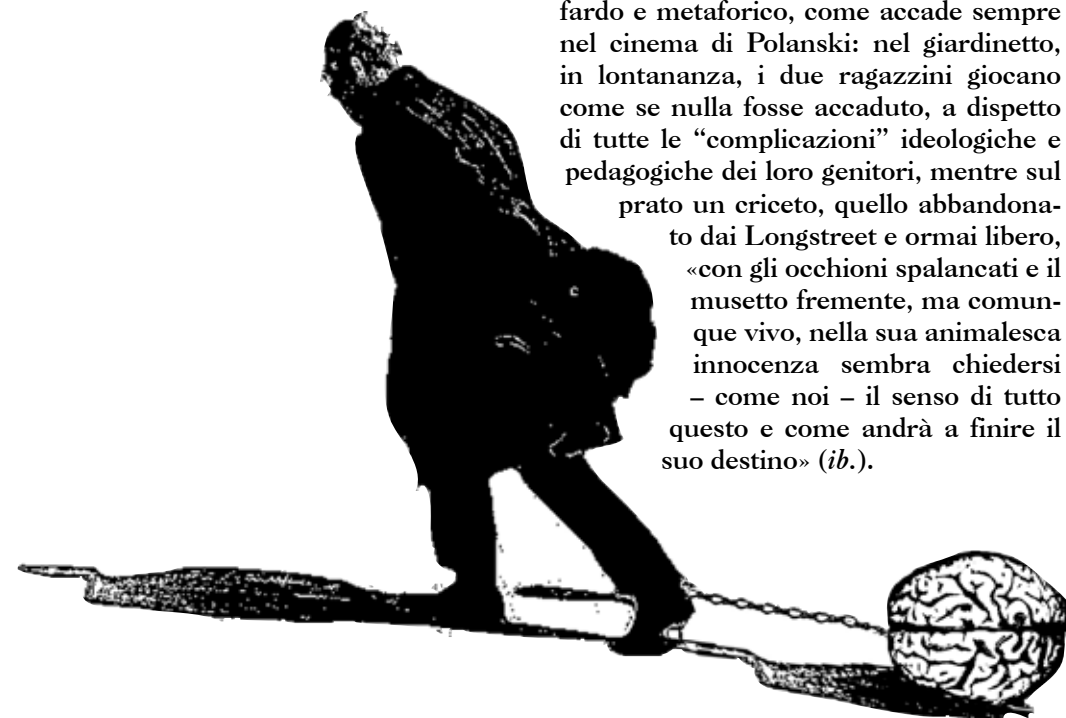 fardo e metaforico, come accade sempre
nel cinema di Polanski: nel giardinetto,
in lontananza, i due ragazzini giocano
come se nulla fosse accaduto, a dispetto
di tutte le “complicazioni” ideologiche e
pedagogiche dei loro genitori, mentre sul
prato un criceto, quello abbandona-
to dai Longstreet e ormai libero,
«con gli occhioni spalancati e il
musetto fremente, ma comun-
que vivo, nella sua animalesca
innocenza sembra chiedersi
– come noi – il senso di tutto
questo e come andrà a finire il
suo destino» (ib.).